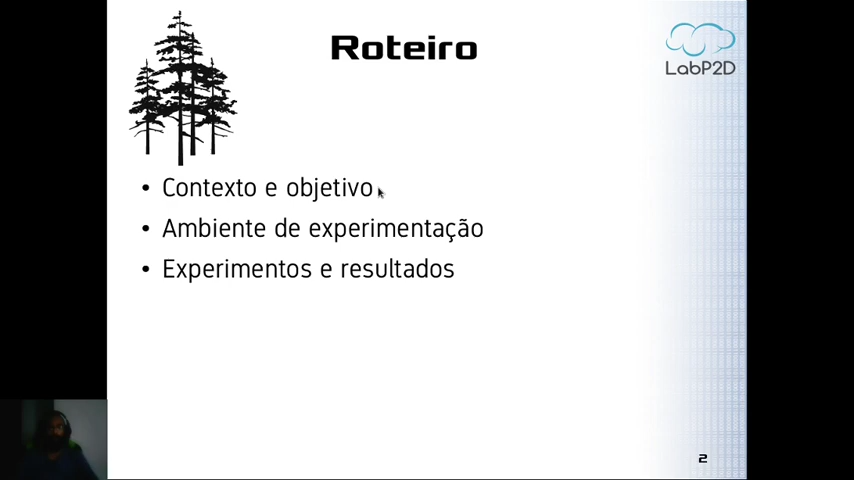 Roteiro
LabP2D
• Contexto e objetivo
• Ambiente de experimentação
• Experimentos e resultados
2